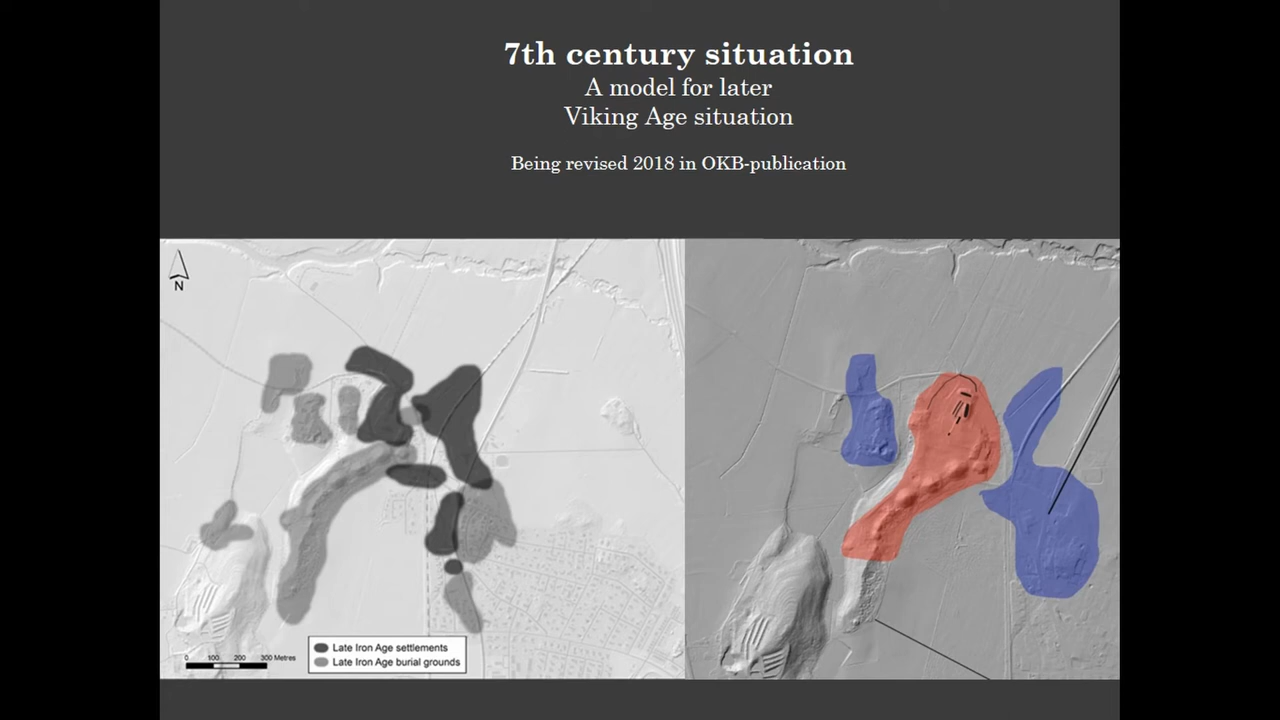 7th century situation
A model for later
Viking Age situation
Being revised 2018 in OKB-publication
N
Late Iron Age settlements
Late Iron Age burial grounds
0 100 200 300 Metres